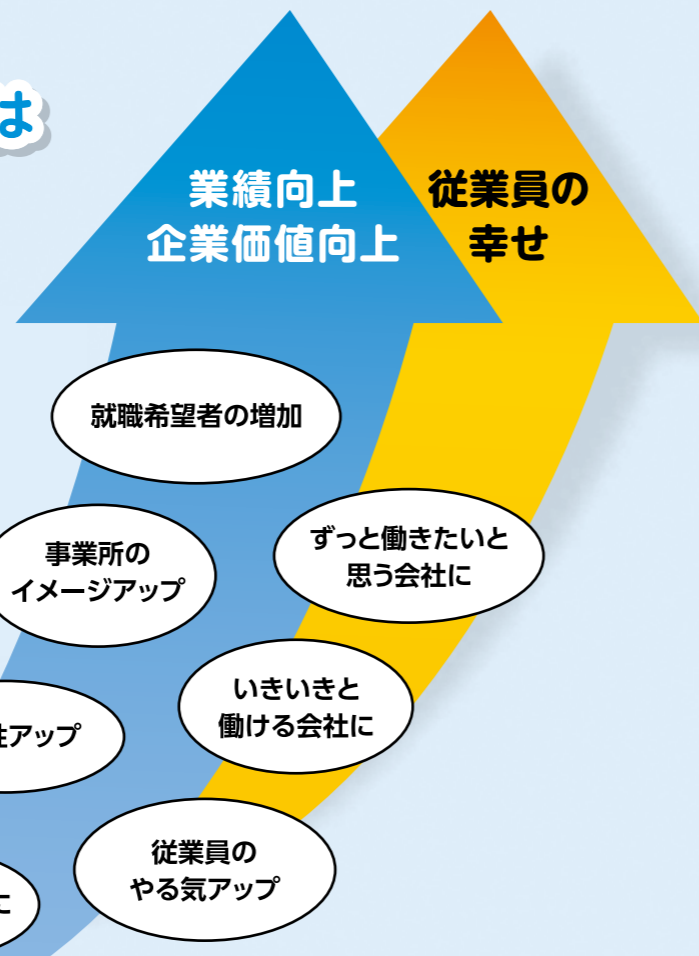 は
業績向上
企業価値向上
従業員の
幸せ
就職希望者の増加
事業所の
イメージアップ
ずっと働きたいと
思う会社に
いきいきと
働ける会社に
性アップ
従業員の
やる気アップ
に